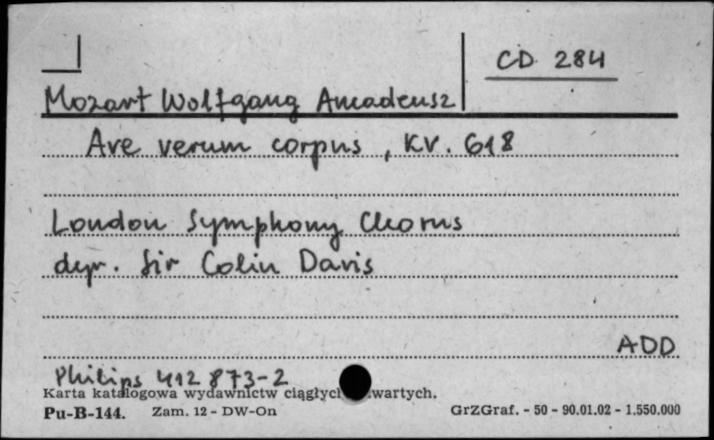 CD 284
Mozart Wolfgang Amadeusz
Ave verum corpus, KV. 618
London Symphony Chorus
dyr. Sir Colin Davis
ADD
Philips 412 873-2
Karta katalogowa wydawnictw
Pu-B-144. Zam. 12 - DW-On GrZGraf. - 50 - 90.01.02 - 1.550.000